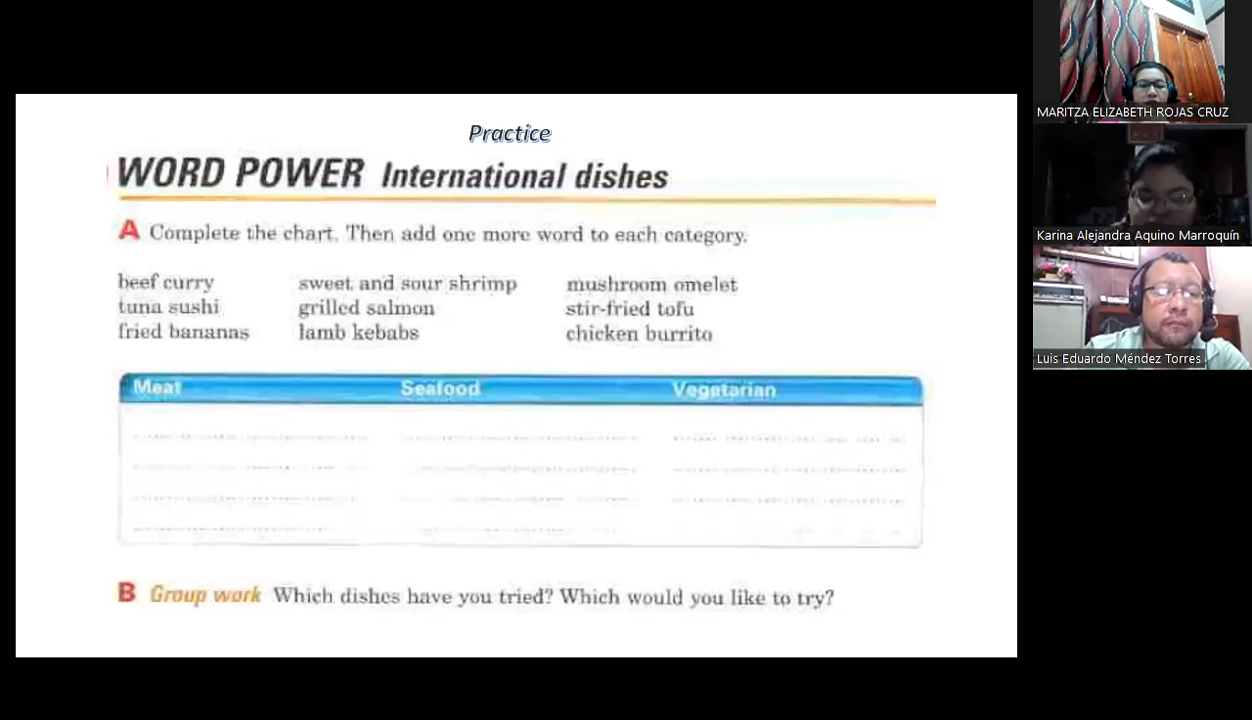 Practice
WORD POWER International dishes
A Complete the chart. Then add one more word to each category.
beef curry sweet and sour shrimp mushroom omelet
tuna sushi grilled salmon stir-fried tofu
fried bananas lamb kebabs chicken burrito
Meat Seafood Vegetarian
B Group work Which dishes have you tried? Which would you like to try?
MARITZA ELIZABETH ROJAS CRUZ
Karina Alejandra Aquino Marroquín
Luis Eduardo Méndez Torres